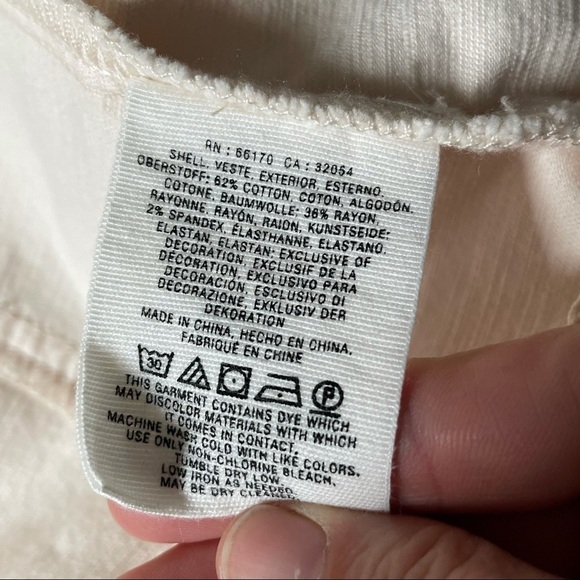 RN : 66170 CA : 32054
SHELL, VESTE, EXTERIOR, ESTERNO,
OBERSTOFF: 62% COTTON, COTON, ALGODÓN,
COTONE, BAUMWOLLE: 36% RAYON,
RAYONNE, RAYÓN, RAION, KUNSTSEIDE:
2% SPANDEX, ÉLASTHANNE, ELASTANO,
ELASTAN, ELASTAN: EXCLUSIVE OF
DECORATION, EXCLUSIF DE LA
DÉCORATION, EXCLUSIVO PARA
DECORACIÓN, ESCLUSIVO DI
DECORAZIONE, EXKLUSIV DER
DEKORATION
MADE IN CHINA, HECHO EN CHINA,
FABRIQUÉ EN CHINE
30 P
THIS GARMENT CONTAINS DYE WHICH
MAY DISCOLOR MATERIALS WITH WHICH
IT COMES IN CONTACT.
MACHINE WASH COLD WITH LIKE COLORS.
USE ONLY NON-CHLORINE BLEACH.
TUMBLE DRY LOW.
LOW IRON AS NEEDED
MAY BE DRY CLEANED